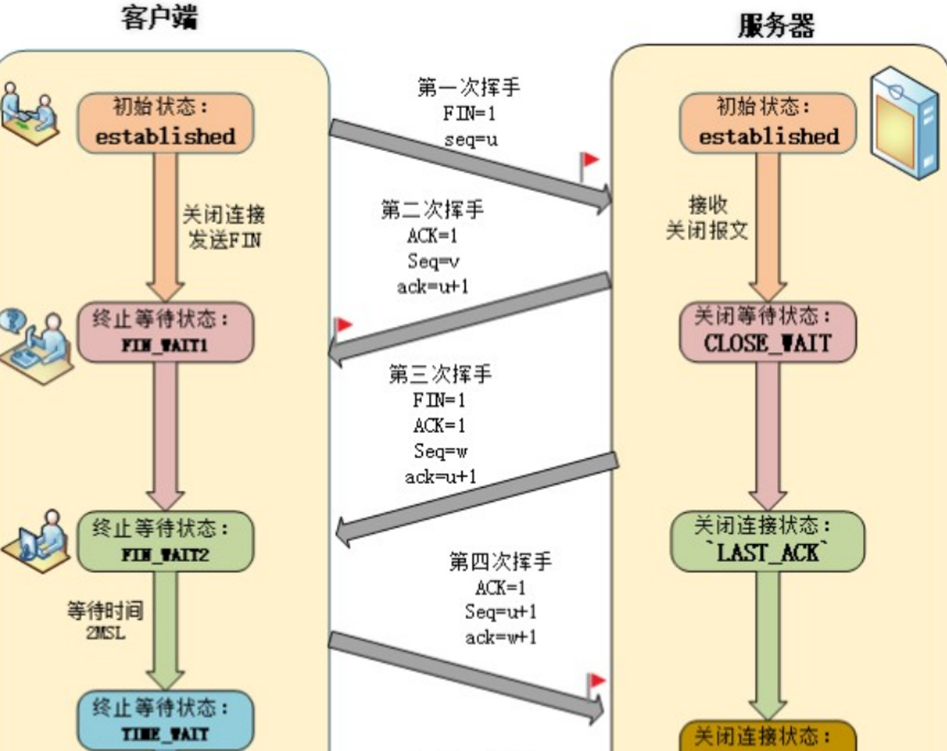 客户端
服务器
初始状态：
established
关闭连接
发送FIN
终止等待状态：
FIN_WAIT1
终止等待状态：
FIN_WAIT2
等待时间
2MSL
终止等待状态：
TIME_WAIT
第一次挥手
FIN=1
seq=u
第二次挥手
ACK=1
Seq=v
ack=u+1
第三次挥手
FIN=1
ACK=1
Seq=w
ack=u+1
第四次挥手
ACK=1
Seq=u+1
ack=w+1
初始状态：
established
接收
关闭报文
关闭等待状态：
CLOSE_WAIT
关闭连接状态：
`LAST_ACK`
关闭连接状态：